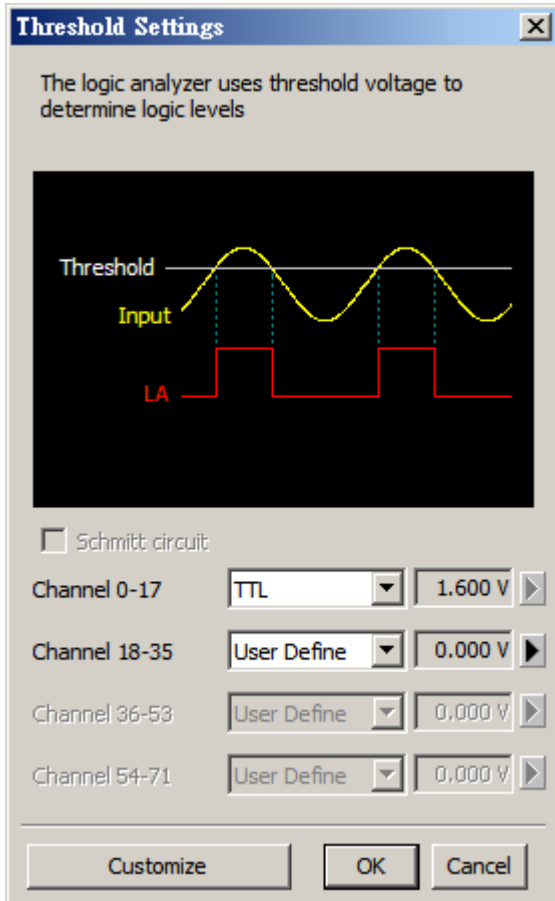 Threshold Settings
The logic analyzer uses threshold voltage to
determine logic levels
Threshold
Input
LA
Schmitt circuit
Channel 0-17 TTL 1.600 V
Channel 18-35 User Define 0.000 V
Channel 36-53 User Define 0.000 V
Channel 54-71 User Define 0.000 V
Customize OK Cancel